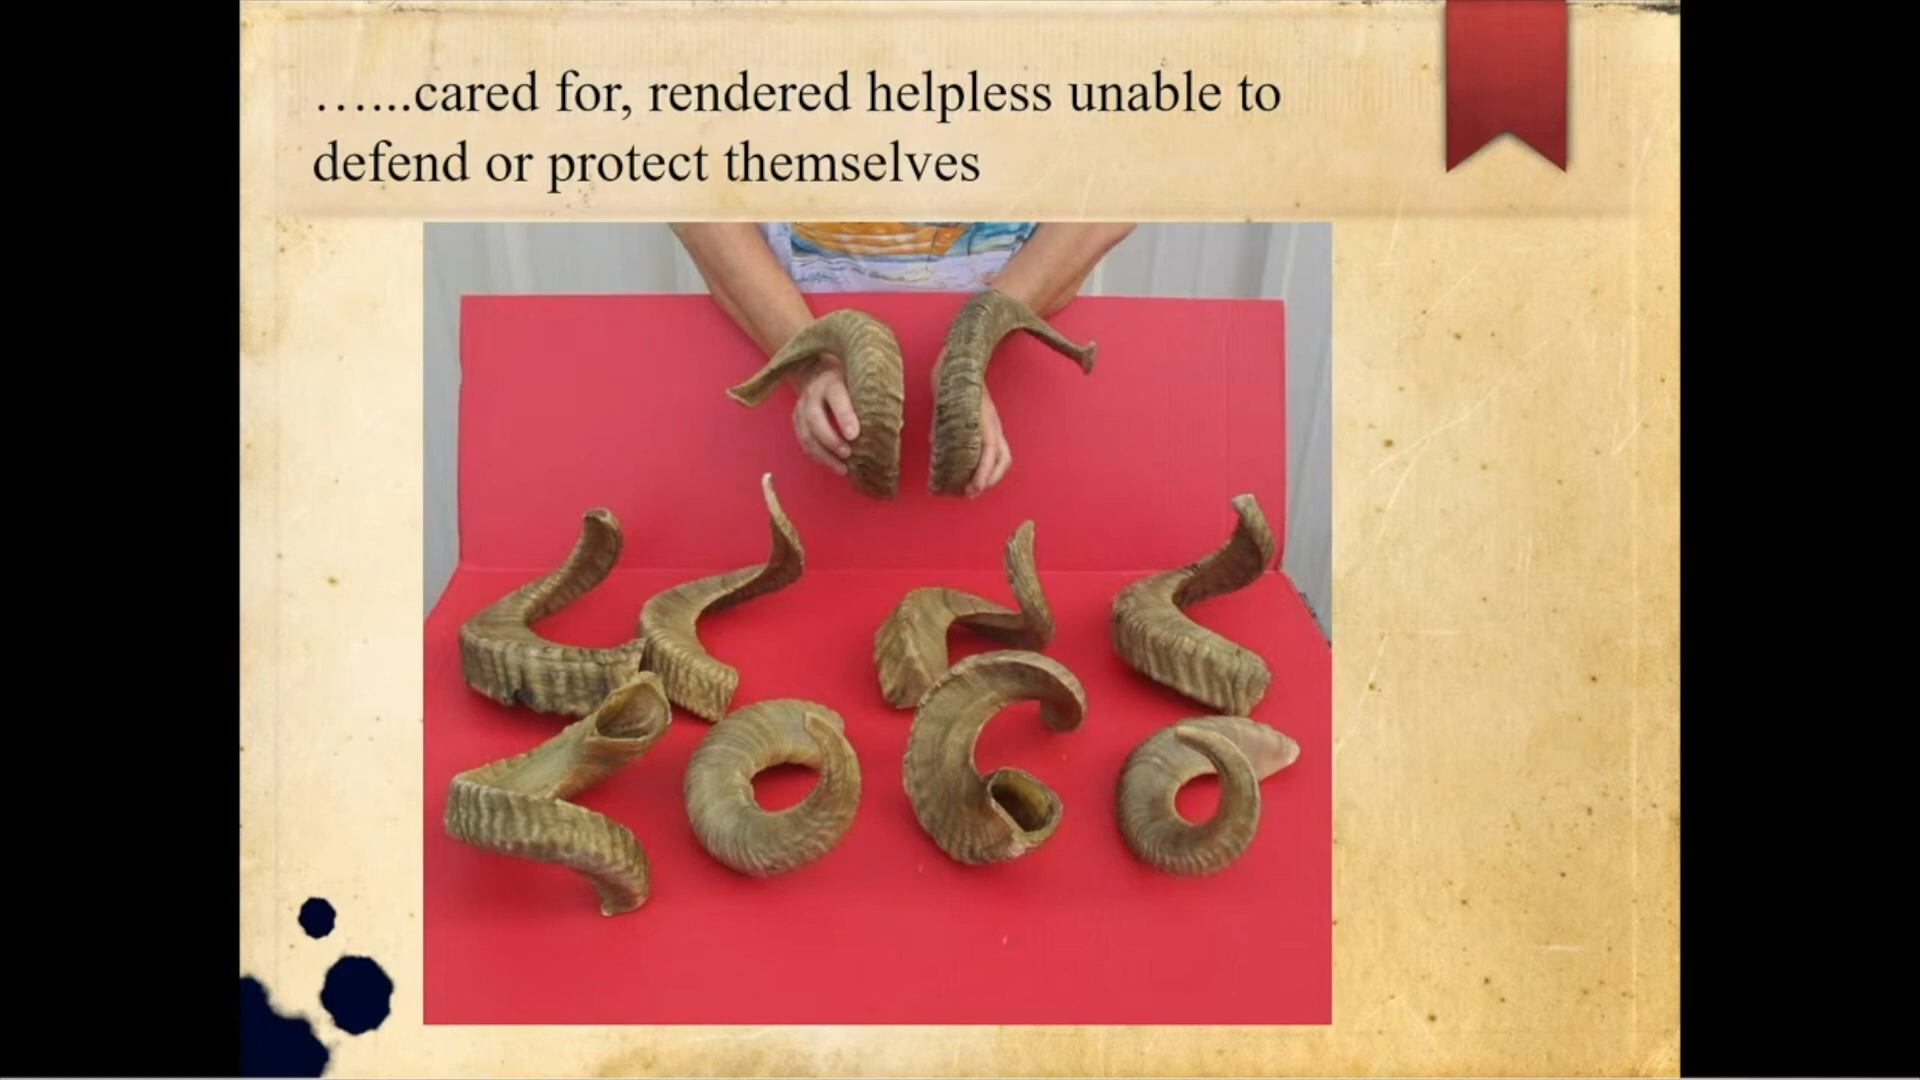 …...cared for, rendered helpless unable to
defend or protect themselves